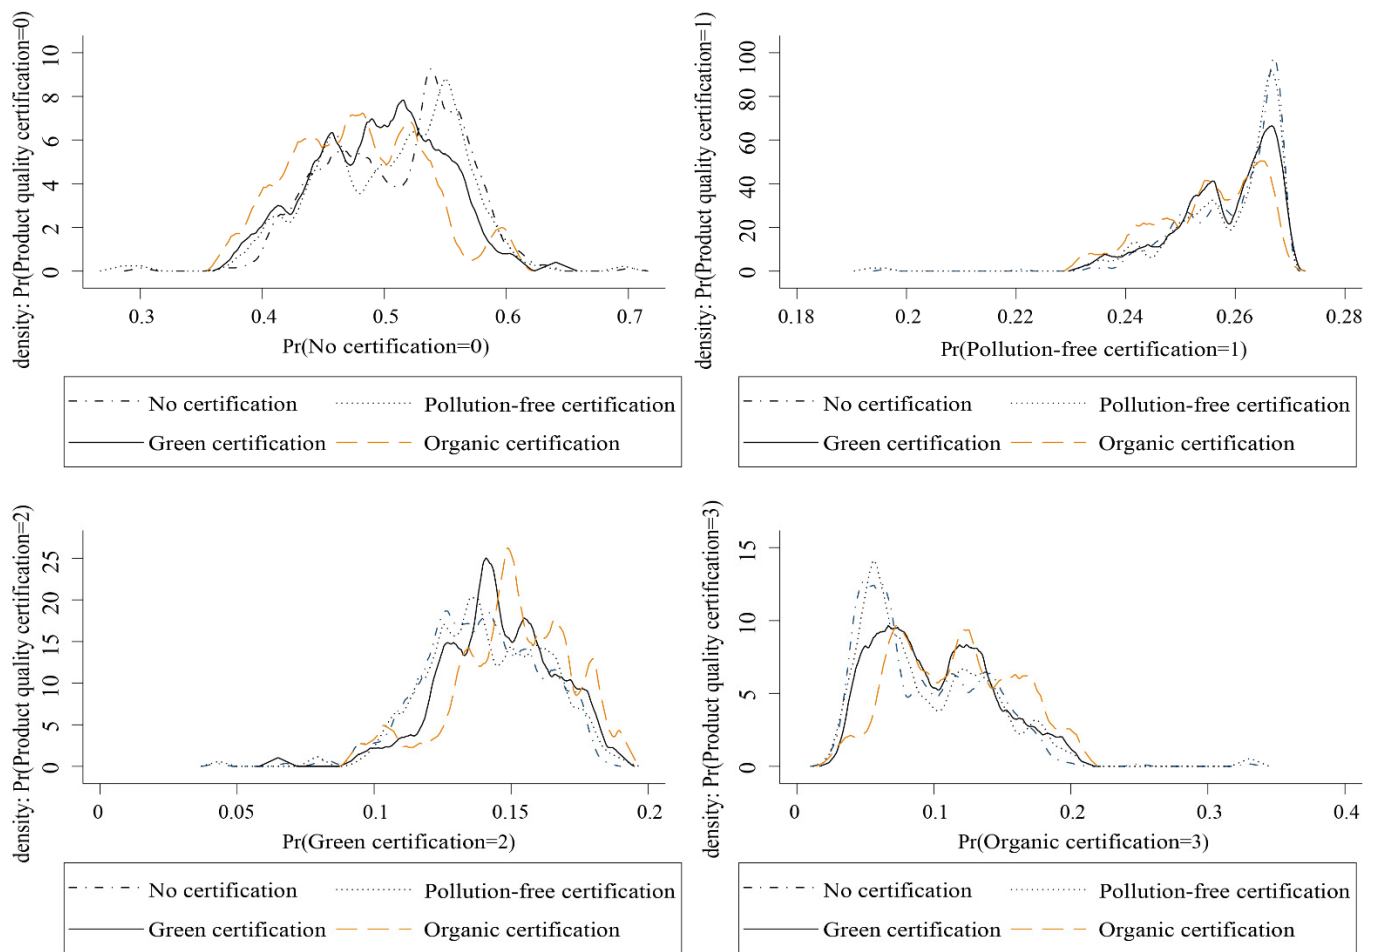 density: Pr(Product quality certification=0)
10
8
6
4
2
0
0.3 0.4 0.5 0.6 0.7
Pr(No certification=0)
No certification Pollution-free certification
Green certification Organic certification
density: Pr(Product quality certification=1)
100
80
60
40
20
0
0.18 0.2 0.22 0.24 0.26 0.28
Pr(Pollution-free certification=1)
No certification Pollution-free certification
Green certification Organic certification
density: Pr(Product quality certification=2)
25
20
15
10
5
0
0 0.05 0.1 0.15 0.2
Pr(Green certification=2)
No certification Pollution-free certification
Green certification Organic certification
density: Pr(Product quality certification=3)
15
10
5
0
0 0.1 0.2 0.3 0.4
Pr(Organic certification=3)
No certification Pollution-free certification
Green certification Organic certification